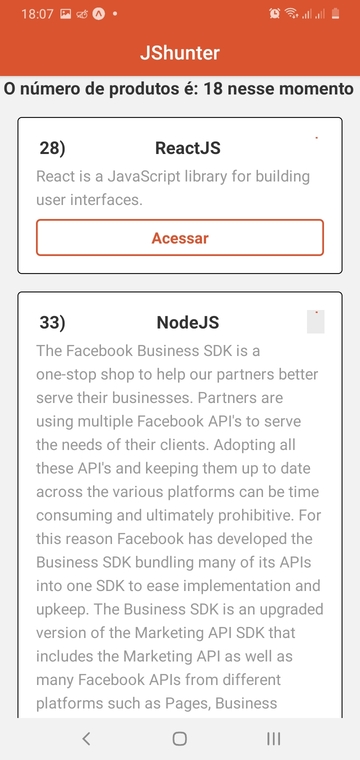 18:07
JShunter
O número de produtos é: 18 nesse momento
28) ReactJS
React is a JavaScript library for building
user interfaces.
Acessar
33) NodeJS
The Facebook Business SDK is a
one-stop shop to help our partners better
serve their businesses. Partners are
using multiple Facebook API's to serve
the needs of their clients. Adopting all
these API's and keeping them up to date
across the various platforms can be time
consuming and ultimately prohibitive. For
this reason Facebook has developed the
Business SDK bundling many of its APIs
into one SDK to ease implementation and
upkeep. The Business SDK is an upgraded
version of the Marketing API SDK that
includes the Marketing API as well as
many Facebook APIs from different
platforms such as Pages, Business